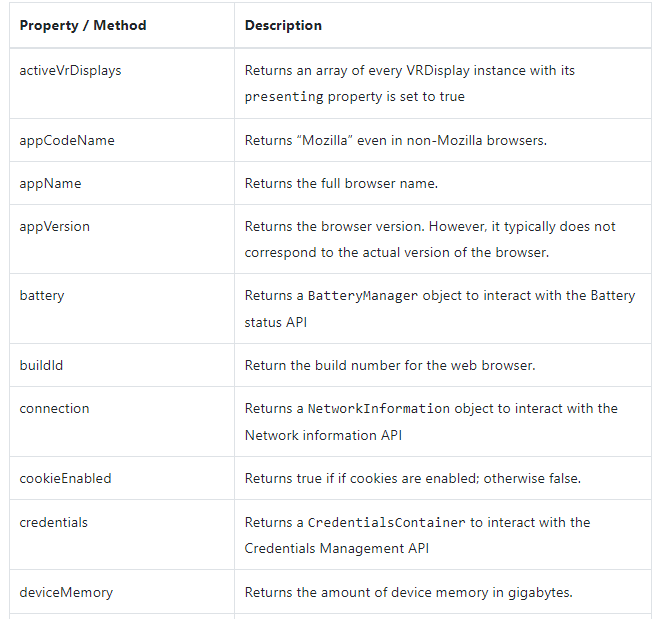 Property / Method Description
activeVrDisplays Returns an array of every VRDisplay instance with its
presenting property is set to true
appCodeName Returns “Mozilla” even in non-Mozilla browsers.
appName Returns the full browser name.
appVersion Returns the browser version. However, it typically does not
correspond to the actual version of the browser.
battery Returns a BatteryManager object to interact with the Battery
status API
buildId Return the build number for the web browser.
connection Returns a NetworkInformation object to interact with the
Network information API
cookieEnabled Returns true if if cookies are enabled; otherwise false.
credentials Returns a CredentialsContainer to interact with the
Credentials Management API
deviceMemory Returns the amount of device memory in gigabytes.